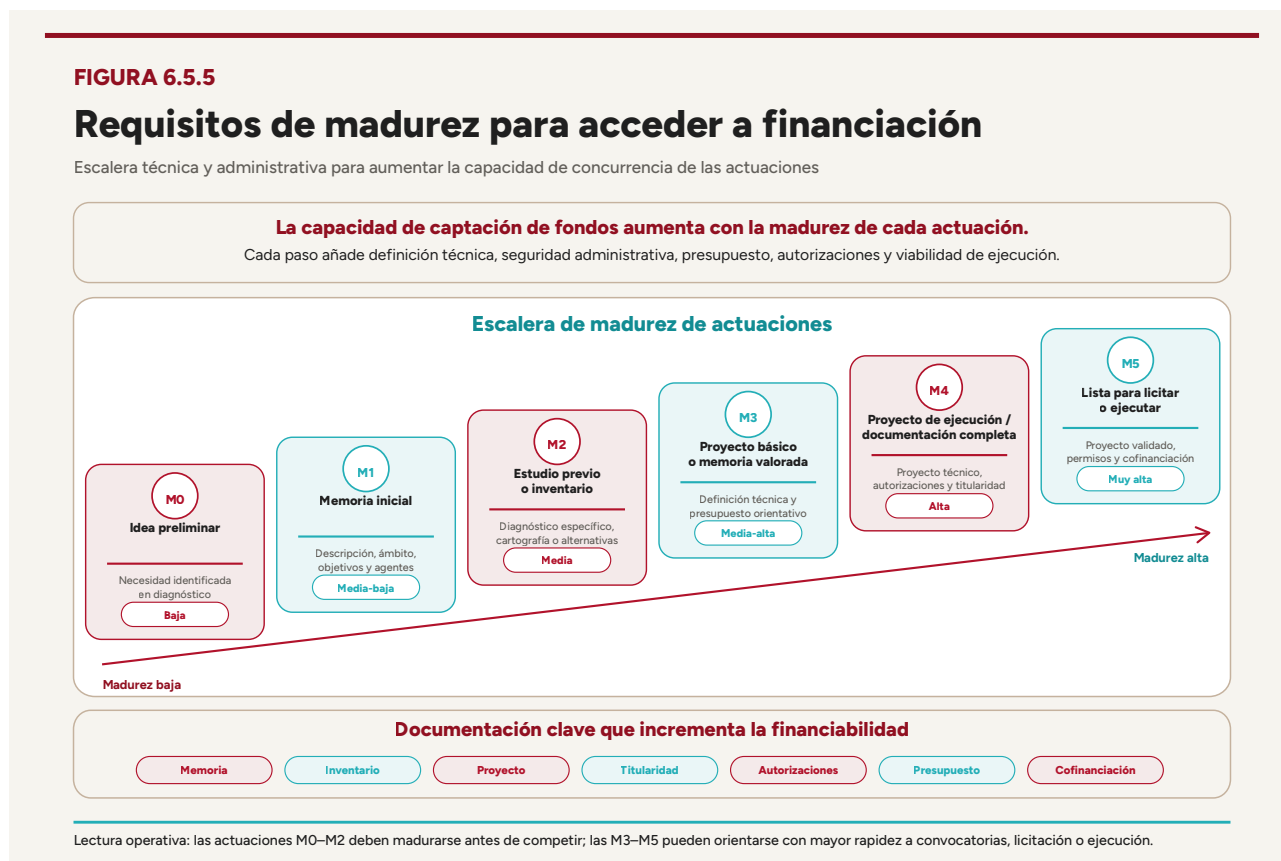 FIGURA 6.5.5
Requisitos de madurez para acceder a financiación
Escalera técnica y administrativa para aumentar la capacidad de concurrencia de las actuaciones
La capacidad de captación de fondos aumenta con la madurez de cada actuación.
Cada paso añade definición técnica, seguridad administrativa, presupuesto, autorizaciones y viabilidad de ejecución.
Escalera de madurez de actuaciones
M0
Idea preliminar
Necesidad identificada
en diagnóstico
Baja
M1
Memoria inicial
Descripción, ámbito,
objetivos y agentes
Media-baja
M2
Estudio previo
o inventario
Diagnóstico específico,
cartografía o alternativas
Media
M3
Proyecto básico
o memoria valorada
Definición técnica y
presupuesto orientativo
Media-alta
M4
Proyecto de ejecución /
documentación completa
Proyecto técnico,
autorizaciones y titularidad
Alta
M5
Lista para licitar
o ejecutar
Proyecto validado,
permisos y cofinanciación
Muy alta
Madurez alta
Madurez baja
Documentación clave que incrementa la financiabilidad
Memoria
Inventario
Proyecto
Titularidad
Autorizaciones
Presupuesto
Cofinanciación
Lectura operativa: las actuaciones M0–M2 deben madurarse antes de competir; las M3–M5 pueden orientarse con mayor rapidez a convocatorias, licitación o ejecución.